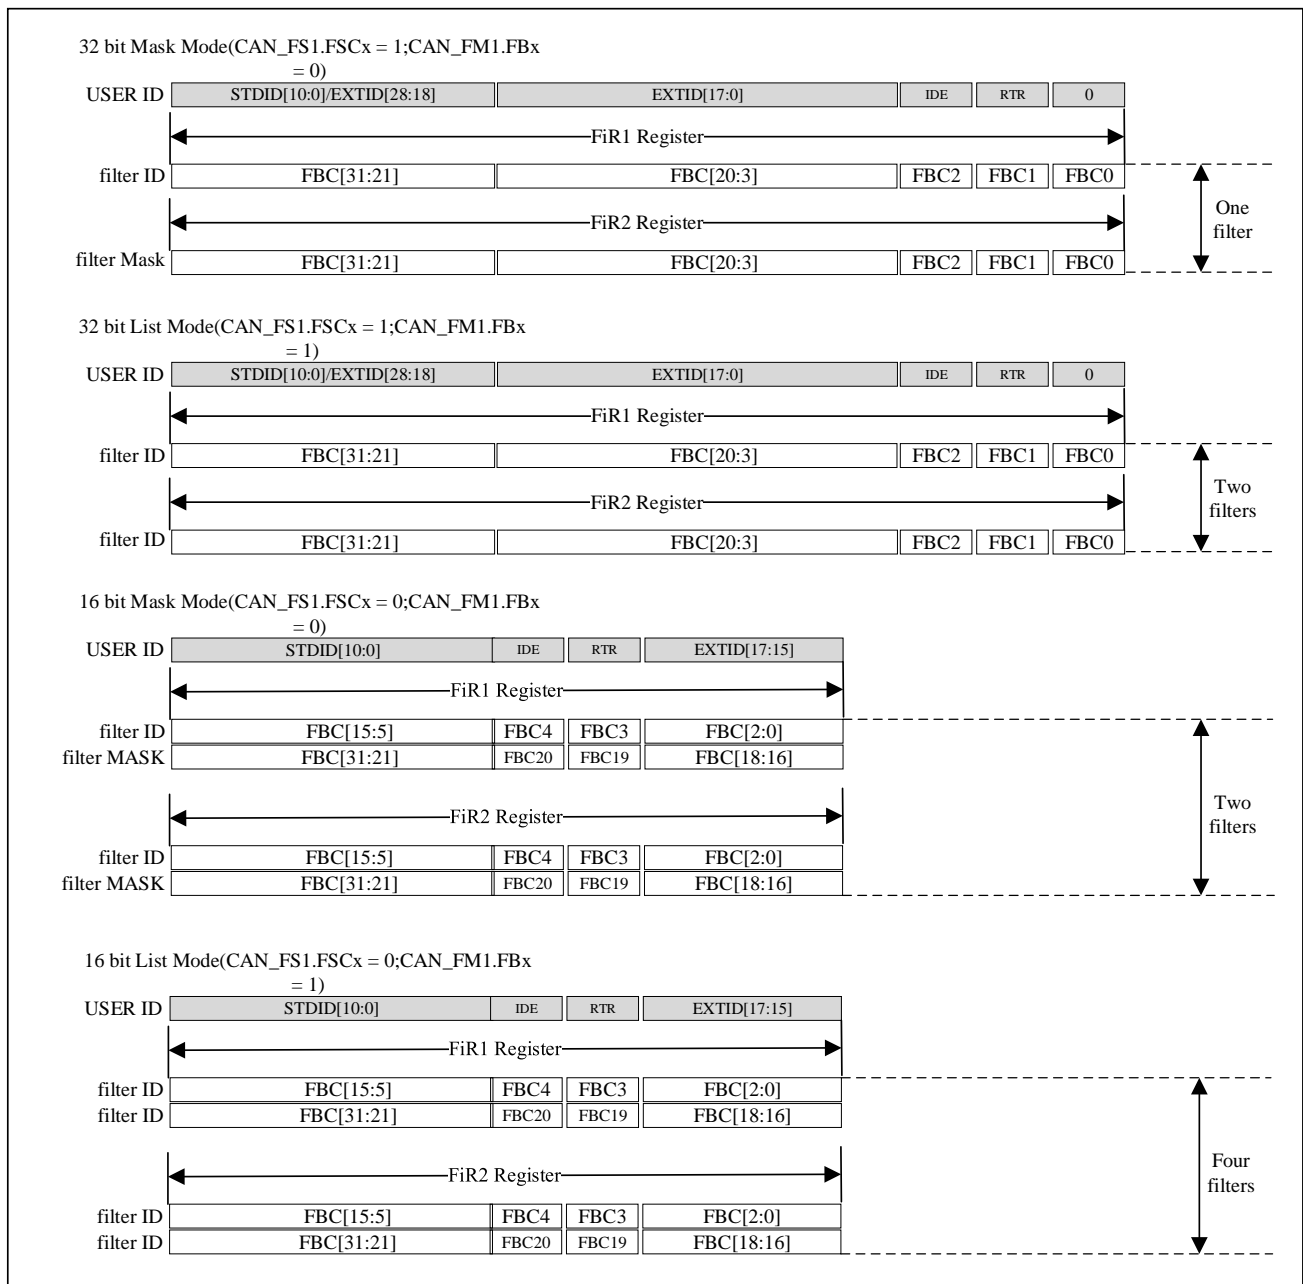 32 bit Mask Mode(CAN_FS1.FSCx = 1;CAN_FM1.FBx
= 0)
USER ID STDID[10:0]/EXTID[28:18] EXTID[17:0] IDE RTR 0
FiR1 Register
filter ID FBC[31:21] FBC[20:3] FBC2 FBC1 FBC0
FiR2 Register
One
filter
filter Mask FBC[31:21] FBC[20:3] FBC2 FBC1 FBC0
32 bit List Mode(CAN_FS1.FSCx = 1;CAN_FM1.FBx
= 1)
USER ID STDID[10:0]/EXTID[28:18] EXTID[17:0] IDE RTR 0
FiR1 Register
filter ID FBC[31:21] FBC[20:3] FBC2 FBC1 FBC0
FiR2 Register
Two
filters
filter ID FBC[31:21] FBC[20:3] FBC2 FBC1 FBC0
16 bit Mask Mode(CAN_FS1.FSCx = 0;CAN_FM1.FBx
= 0)
USER ID STDID[10:0] IDE RTR EXTID[17:15]
FiR1 Register
filter ID FBC[15:5] FBC4 FBC3 FBC[2:0]
filter MASK FBC[31:21] FBC20 FBC19 FBC[18:16]
FiR2 Register
Two
filters
filter ID FBC[15:5] FBC4 FBC3 FBC[2:0]
filter MASK FBC[31:21] FBC20 FBC19 FBC[18:16]
16 bit List Mode(CAN_FS1.FSCx = 0;CAN_FM1.FBx
= 1)
USER ID STDID[10:0] IDE RTR EXTID[17:15]
FiR1 Register
filter ID FBC[15:5] FBC4 FBC3 FBC[2:0]
filter ID FBC[31:21] FBC20 FBC19 FBC[18:16]
FiR2 Register
Four
filters
filter ID FBC[15:5] FBC4 FBC3 FBC[2:0]
filter ID FBC[31:21] FBC20 FBC19 FBC[18:16]